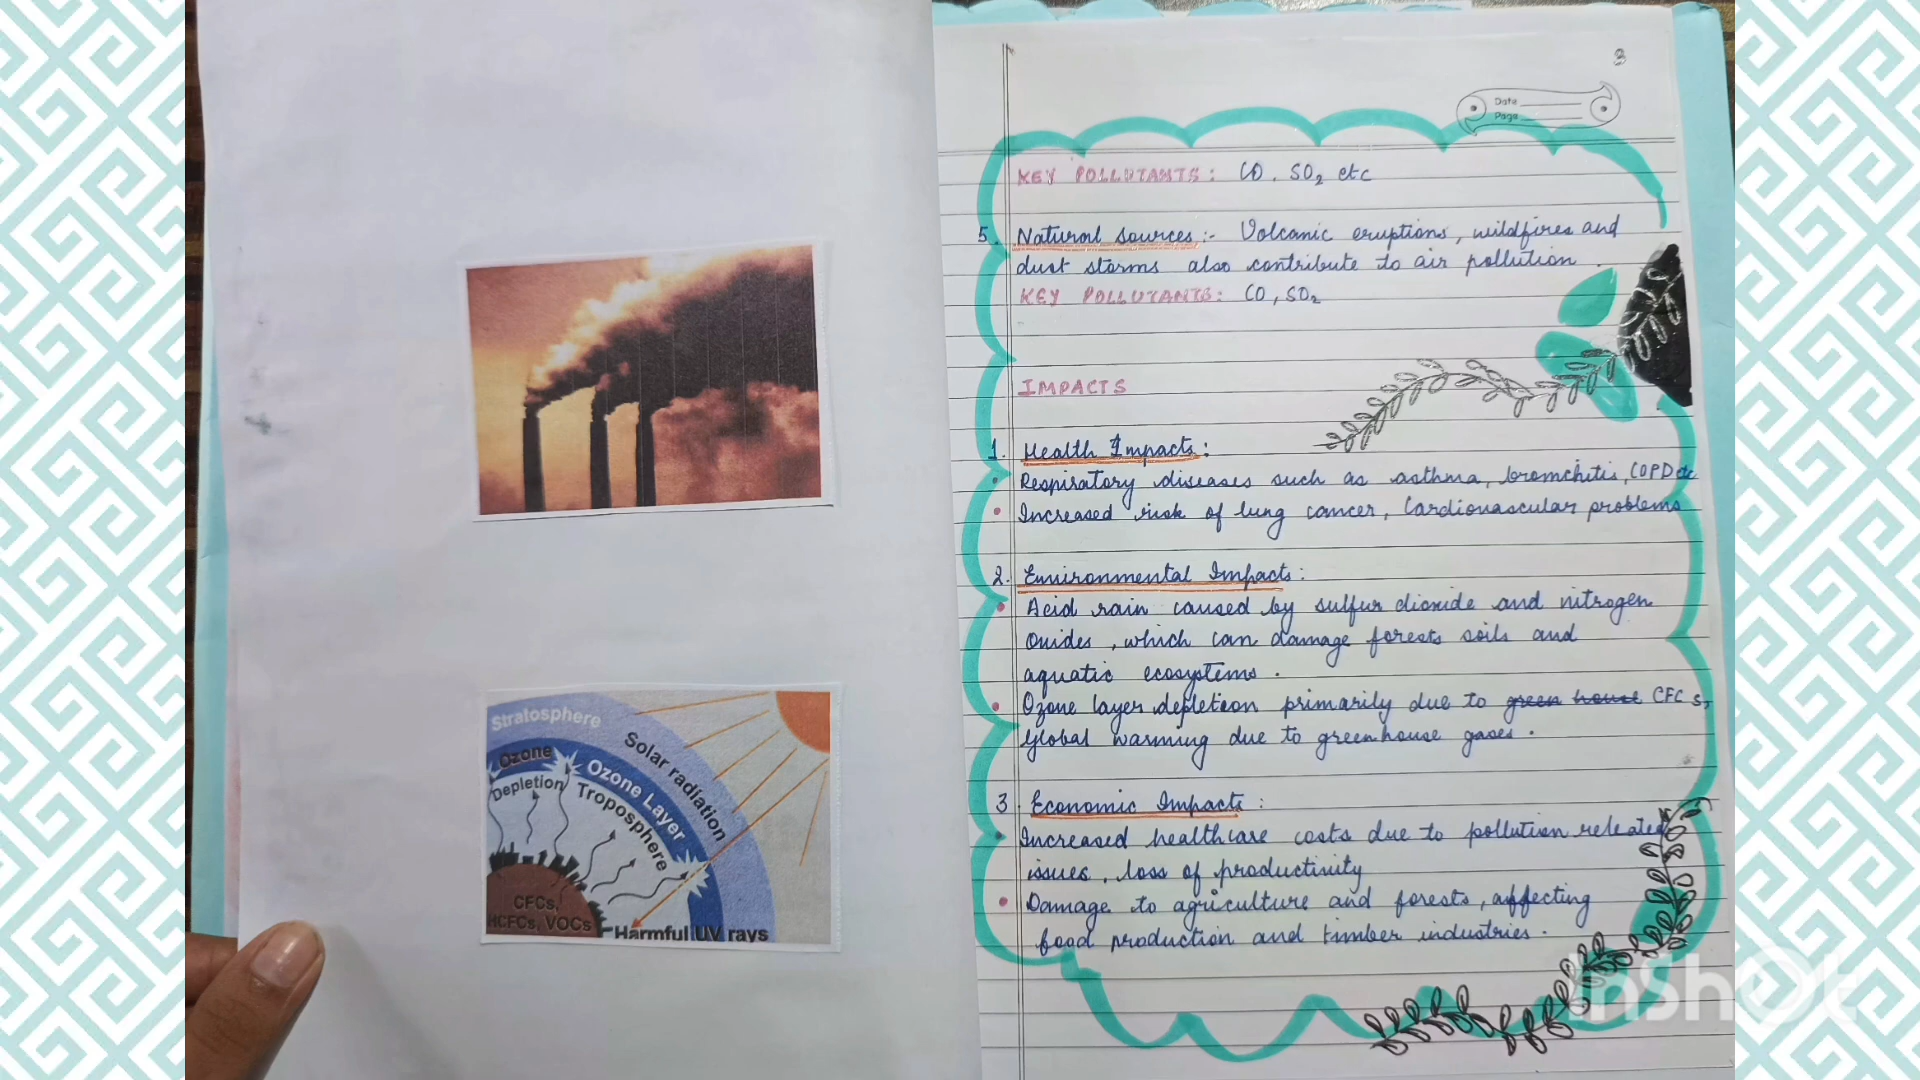 Stratosphere
Ozone
Depletion
Ozone Layer
Troposphere
Solar radiation
CFCs,
HCFCs, VOCs
Harmful UV rays
3
Date
Page
KEY POLLUTANTS: CO, SO2 etc
5. Natural Sources:- Volcanic eruptions, wildfires and
dust storms also contribute to air pollution.
KEY POLLUTANTS: CO, SO2
IMPACTS
1. Health Impacts:
• Respiratory diseases such as asthma, bronchitis, COPD etc
• Increased risk of lung cancer, Cardiovascular problems
2. Environmental Impacts:
• Acid rain caused by sulfur dioxide and nitrogen
oxides, which can damage forests soils and
aquatic ecosystems.
• Ozone layer depletion primarily due to green house CFC s,
Global warming due to greenhouse gases.
3. Economic Impacts:
• Increased healthcare costs due to pollution releated
issues, loss of productivity
• Damage to agriculture and forests, affecting
food production and timber industries.
InShot